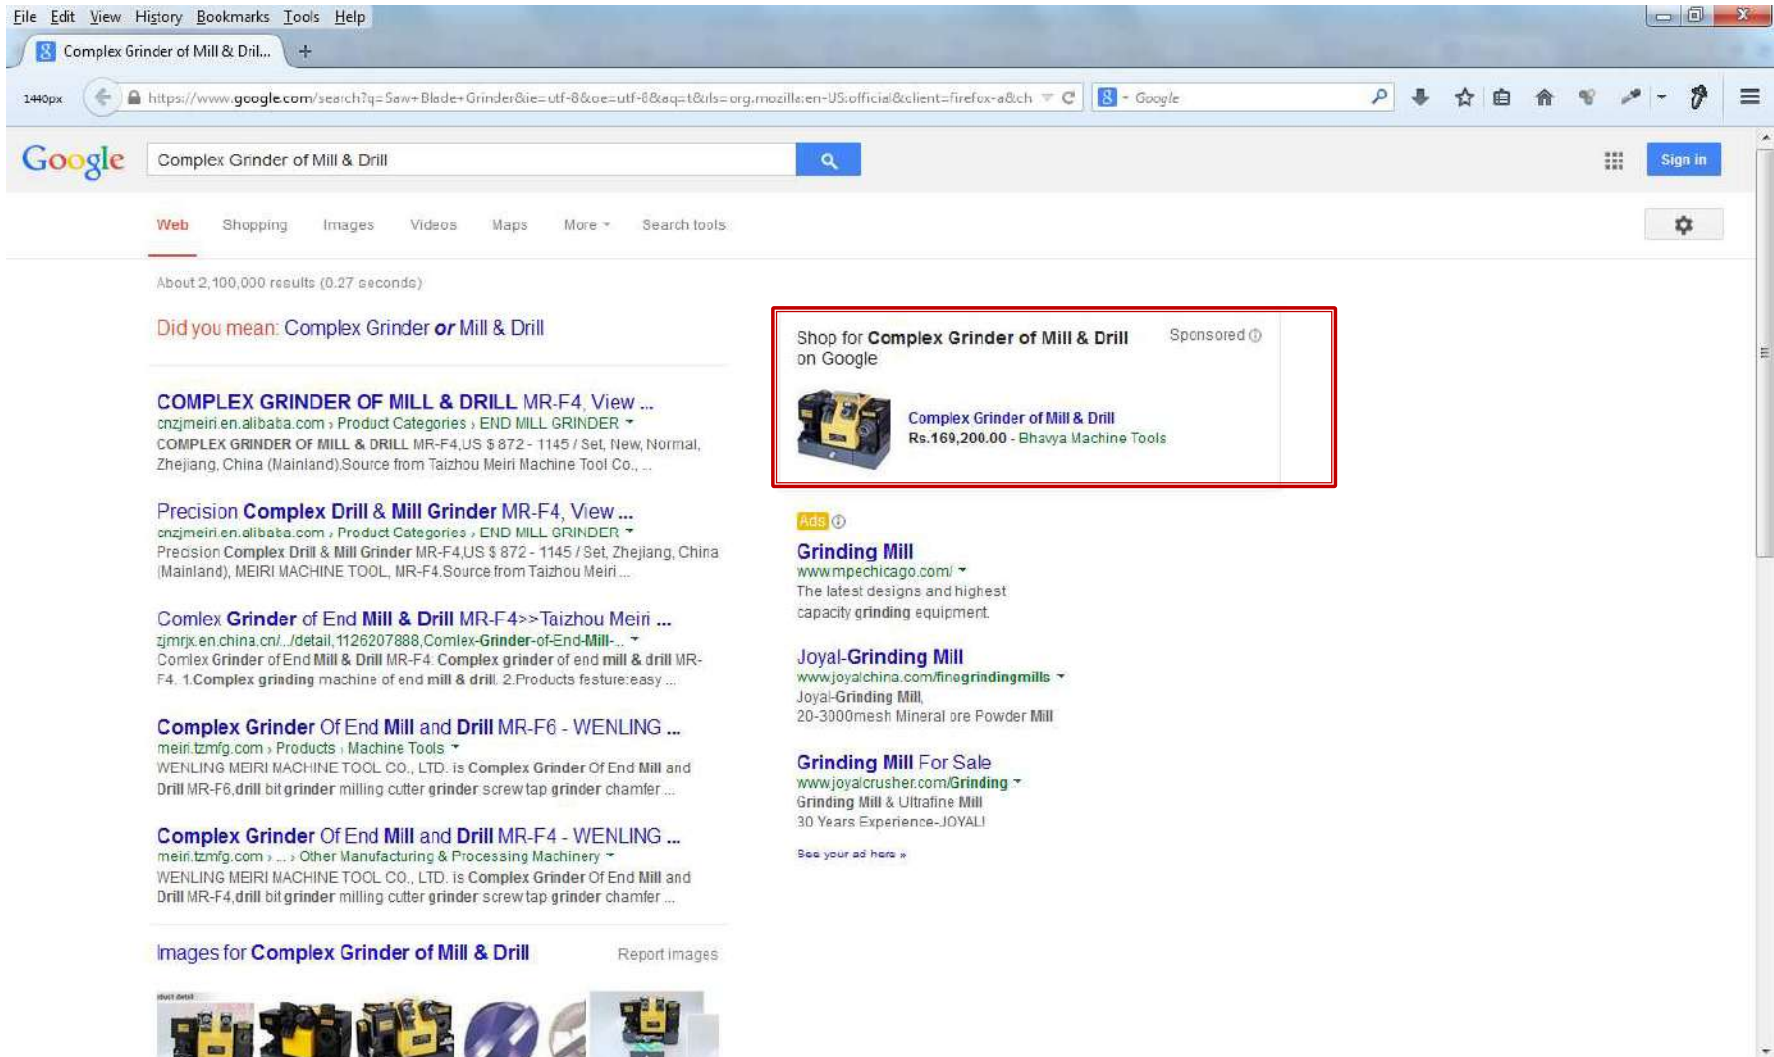 File Edit View History Bookmarks Tools Help
Complex Grinder of Mill & Dril... +
1440px https://www.google.com/search?q=Saw+Blade+Grinder&ie=utf-8&oe=utf-8&aq=t&rls=org.mozilla:en-US:official&client=firefox-a&ch Google
Google Complex Grinder of Mill & Drill Sign in
Web Shopping Images Videos Maps More Search tools
About 2,100,000 results (0.27 seconds)
Did you mean: Complex Grinder or Mill & Drill
COMPLEX GRINDER OF MILL & DRILL MR-F4, View ...
cnzjmeiri.en.alibaba.com › Product Categories › END MILL GRINDER
COMPLEX GRINDER OF MILL & DRILL MR-F4,US $ 872 - 1145 / Set, New, Normal,
Zhejiang, China (Mainland).Source from Taizhou Meiri Machine Tool Co., ...
Precision Complex Drill & Mill Grinder MR-F4, View ...
cnzjmeiri.en.alibaba.com › Product Categories › END MILL GRINDER
Precision Complex Drill & Mill Grinder MR-F4,US $ 872 - 1145 / Set, Zhejiang, China
(Mainland), MEIRI MACHINE TOOL, MR-F4.Source from Taizhou Meiri ...
Comlex Grinder of End Mill & Drill MR-F4>>Taizhou Meiri ...
zjmrjx.en.china.cn/.../detail,1126207888,Comlex-Grinder-of-End-Mill-...
Comlex Grinder of End Mill & Drill MR-F4: Complex grinder of end mill & drill MR-
F4. 1.Complex grinding machine of end mill & drill. 2.Products festure:easy ...
Complex Grinder Of End Mill and Drill MR-F6 - WENLING ...
meiri.tzmfg.com › Products › Machine Tools
WENLING MEIRI MACHINE TOOL CO., LTD. is Complex Grinder Of End Mill and
Drill MR-F6,drill bit grinder milling cutter grinder screw tap grinder chamfer ...
Complex Grinder Of End Mill and Drill MR-F4 - WENLING ...
meiri.tzmfg.com › ... › Other Manufacturing & Processing Machinery
WENLING MEIRI MACHINE TOOL CO., LTD. is Complex Grinder Of End Mill and
Drill MR-F4,drill bit grinder milling cutter grinder screw tap grinder chamfer ...
Images for Complex Grinder of Mill & Drill Report images
Shop for Complex Grinder of Mill & Drill Sponsored
on Google
Complex Grinder of Mill & Drill
Rs.169,200.00 - Bhavya Machine Tools
Ads
Grinding Mill
www.mpechicago.com/
The latest designs and highest
capacity grinding equipment.
Joyal-Grinding Mill
www.joyalchina.com/finegrindingmills
Joyal-Grinding Mill,
20-3000mesh Mineral ore Powder Mill
Grinding Mill For Sale
www.joyalcrusher.com/Grinding
Grinding Mill & Ultrafine Mill
30 Years Experience-JOYAL!
See your ad here »